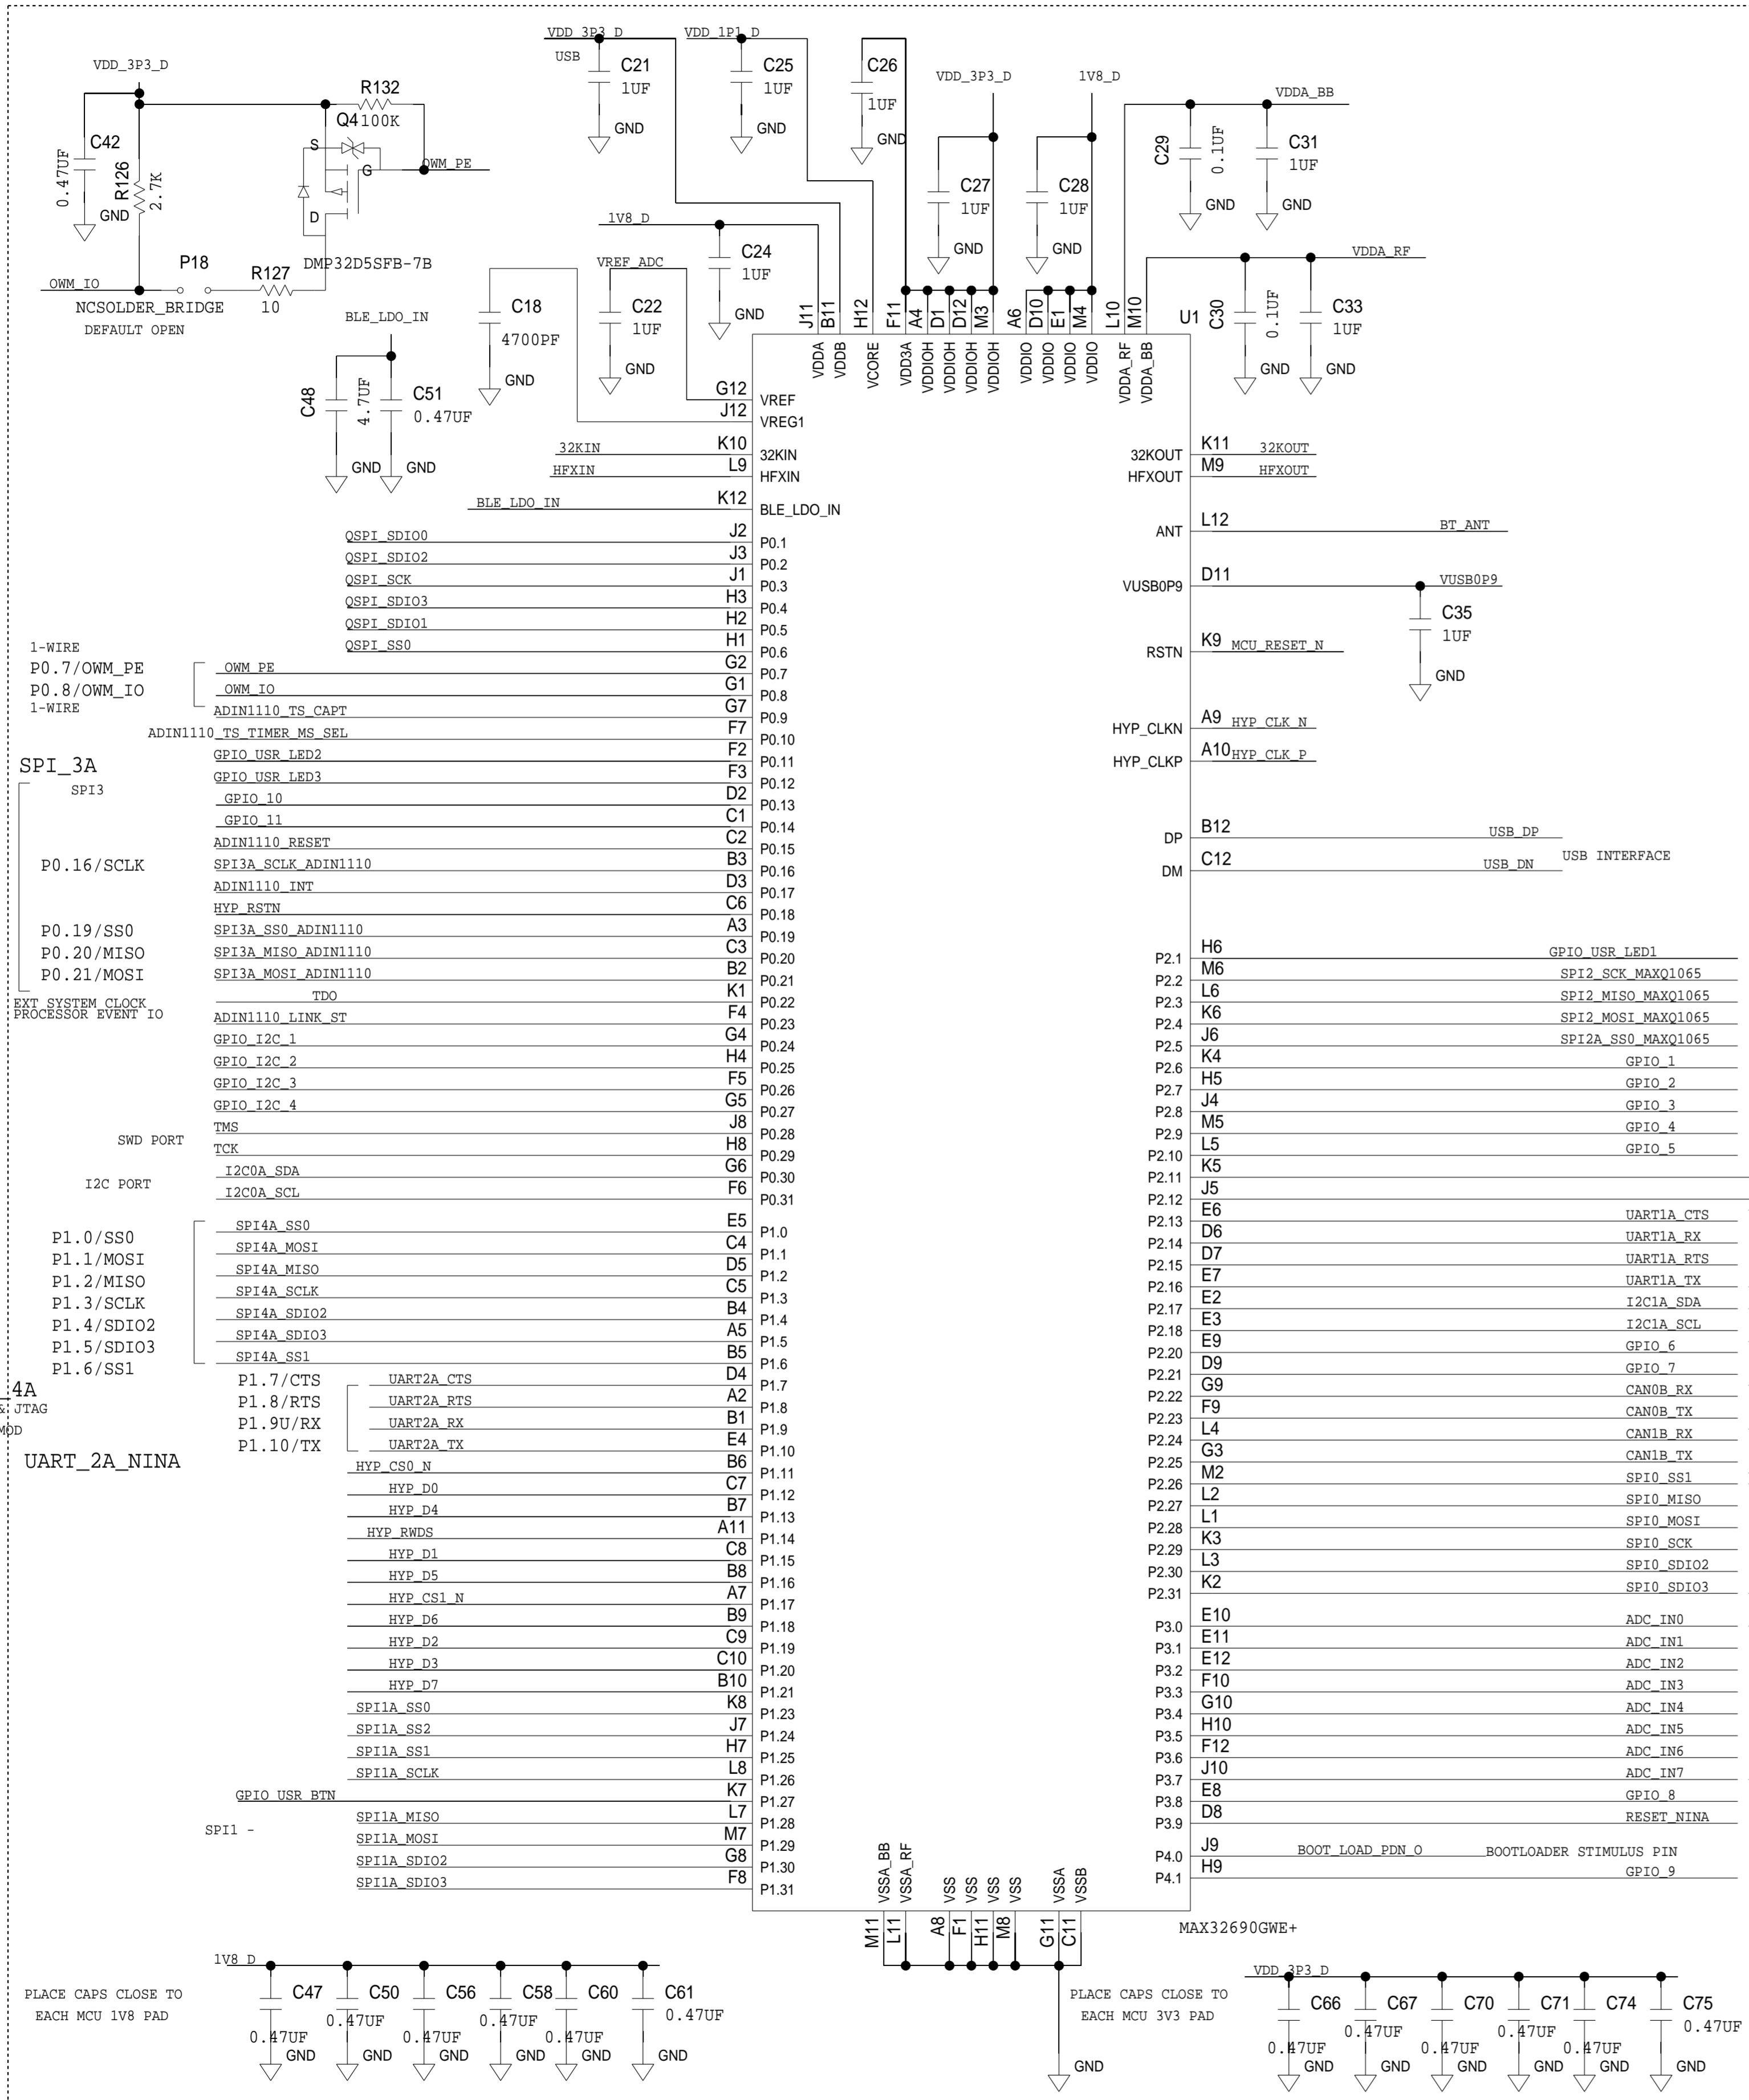 VDD_3P3_D
C42
0.47UF
GND
R126
2.7K
R132
100K
Q4
S
G
D
OWM_PE
DMP32D5SFB-7B
OWM_IO
P18
NCSOLDER_BRIDGE
DEFAULT OPEN
R127
10
BLE_LDO_IN
C48
4.7UF
GND
C51
0.47UF
GND
VDD_3P3_D
USB
C21
1UF
GND
VDD_1P1_D
C25
1UF
GND
C26
1UF
GND
VDD_3P3_D
C27
1UF
GND
1V8_D
C28
1UF
GND
VDDA_BB
C29
0.1UF
GND
C31
1UF
GND
VDDA_RF
C30
0.1UF
GND
C33
1UF
GND
1V8_D
C24
1UF
GND
VREF_ADC
C22
1UF
GND
C18
4700PF
GND
U1
J11 VDDA
B11 VDDB
H12 VCORE
F11 VDD3A
A4 VDDIOH
D1 VDDIOH
D12 VDDIOH
M3 VDDIOH
A6 VDDIO
D10 VDDIO
E1 VDDIO
M4 VDDIO
L10 VDDA_RF
M10 VDDA_BB
G12 VREF
J12 VREG1
32KIN K10 32KIN
HFXIN L9 HFXIN
BLE_LDO_IN K12 BLE_LDO_IN
QSPI_SDIO0 J2 P0.1
QSPI_SDIO2 J3 P0.2
QSPI_SCK J1 P0.3
QSPI_SDIO3 H3 P0.4
QSPI_SDIO1 H2 P0.5
QSPI_SS0 H1 P0.6
1-WIRE
P0.7/OWM_PE OWM_PE G2 P0.7
P0.8/OWM_IO OWM_IO G1 P0.8
1-WIRE
ADIN1110_TS_CAPT G7 P0.9
ADIN1110_TS_TIMER_MS_SEL F7 P0.10
GPIO_USR_LED2 F2 P0.11
SPI_3A
SPI3
GPIO_USR_LED3 F3 P0.12
GPIO_10 D2 P0.13
GPIO_11 C1 P0.14
ADIN1110_RESET C2 P0.15
P0.16/SCLK SPI3A_SCLK_ADIN1110 B3 P0.16
ADIN1110_INT D3 P0.17
HYP_RSTN C6 P0.18
P0.19/SS0 SPI3A_SS0_ADIN1110 A3 P0.19
P0.20/MISO SPI3A_MISO_ADIN1110 C3 P0.20
P0.21/MOSI SPI3A_MOSI_ADIN1110 B2 P0.21
EXT SYSTEM CLOCK
PROCESSOR EVENT IO
TDO K1 P0.22
ADIN1110_LINK_ST F4 P0.23
GPIO_I2C_1 G4 P0.24
GPIO_I2C_2 H4 P0.25
GPIO_I2C_3 F5 P0.26
GPIO_I2C_4 G5 P0.27
SWD PORT
TMS J8 P0.28
TCK H8 P0.29
I2C PORT
I2C0A_SDA G6 P0.30
I2C0A_SCL F6 P0.31
P1.0/SS0 SPI4A_SS0 E5 P1.0
P1.1/MOSI SPI4A_MOSI C4 P1.1
P1.2/MISO SPI4A_MISO D5 P1.2
P1.3/SCLK SPI4A_SCLK C5 P1.3
P1.4/SDIO2 SPI4A_SDIO2 B4 P1.4
P1.5/SDIO3 SPI4A_SDIO3 A5 P1.5
P1.6/SS1 SPI4A_SS1 B5 P1.6
_4A
& JTAG
MOD
UART_2A_NINA
P1.7/CTS UART2A_CTS D4 P1.7
P1.8/RTS UART2A_RTS A2 P1.8
P1.9U/RX UART2A_RX B1 P1.9
P1.10/TX UART2A_TX E4 P1.10
HYP_CS0_N B6 P1.11
HYP_D0 C7 P1.12
HYP_D4 B7 P1.13
HYP_RWDS A11 P1.14
HYP_D1 C8 P1.15
HYP_D5 B8 P1.16
HYP_CS1_N A7 P1.17
HYP_D6 B9 P1.18
HYP_D2 C9 P1.19
HYP_D3 C10 P1.20
HYP_D7 B10 P1.21
SPI1A_SS0 K8 P1.23
SPI1A_SS2 J7 P1.24
SPI1A_SS1 H7 P1.25
SPI1A_SCLK L8 P1.26
GPIO_USR_BTN K7 P1.27
SPI1 -
SPI1A_MISO L7 P1.28
SPI1A_MOSI M7 P1.29
SPI1A_SDIO2 G8 P1.30
SPI1A_SDIO3 F8 P1.31
32KOUT K11 32KOUT
HFXOUT M9 HFXOUT
ANT L12 BT_ANT
VUSB0P9 D11 VUSB0P9
C35
1UF
GND
RSTN K9 MCU_RESET_N
HYP_CLKN A9 HYP_CLK_N
HYP_CLKP A10 HYP_CLK_P
DP B12 USB_DP
DM C12 USB_DN
USB INTERFACE
P2.1 H6 GPIO_USR_LED1
P2.2 M6 SPI2_SCK_MAXQ1065
P2.3 L6 SPI2_MISO_MAXQ1065
P2.4 K6 SPI2_MOSI_MAXQ1065
P2.5 J6 SPI2A_SS0_MAXQ1065
P2.6 K4 GPIO_1
P2.7 H5 GPIO_2
P2.8 J4 GPIO_3
P2.9 M5 GPIO_4
P2.10 L5 GPIO_5
P2.11 K5
P2.12 J5
P2.13 E6 UART1A_CTS
P2.14 D6 UART1A_RX
P2.15 D7 UART1A_RTS
P2.16 E7 UART1A_TX
P2.17 E2 I2C1A_SDA
P2.18 E3 I2C1A_SCL
P2.20 E9 GPIO_6
P2.21 D9 GPIO_7
P2.22 G9 CAN0B_RX
P2.23 F9 CAN0B_TX
P2.24 L4 CAN1B_RX
P2.25 G3 CAN1B_TX
P2.26 M2 SPI0_SS1
P2.27 L2 SPI0_MISO
P2.28 L1 SPI0_MOSI
P2.29 K3 SPI0_SCK
P2.30 L3 SPI0_SDIO2
P2.31 K2 SPI0_SDIO3
P3.0 E10 ADC_IN0
P3.1 E11 ADC_IN1
P3.2 E12 ADC_IN2
P3.3 F10 ADC_IN3
P3.4 G10 ADC_IN4
P3.5 H10 ADC_IN5
P3.6 F12 ADC_IN6
P3.7 J10 ADC_IN7
P3.8 E8 GPIO_8
P3.9 D8 RESET_NINA
P4.0 J9 BOOT_LOAD_PDN_O BOOTLOADER STIMULUS PIN
P4.1 H9 GPIO_9
VSSA_BB M11
VSSA_RF L11
VSS A8
VSS F1
VSS H11
VSS M8
VSSA G11
VSSB C11
GND
MAX32690GWE+
PLACE CAPS CLOSE TO
EACH MCU 1V8 PAD
1V8_D
C47
0.47UF
GND
C50
0.47UF
GND
C56
0.47UF
GND
C58
0.47UF
GND
C60
0.47UF
GND
C61
0.47UF
PLACE CAPS CLOSE TO
EACH MCU 3V3 PAD
VDD_3P3_D
C66
0.47UF
GND
C67
0.47UF
GND
C70
0.47UF
GND
C71
0.47UF
GND
C74
0.47UF
GND
C75
0.47UF
GND